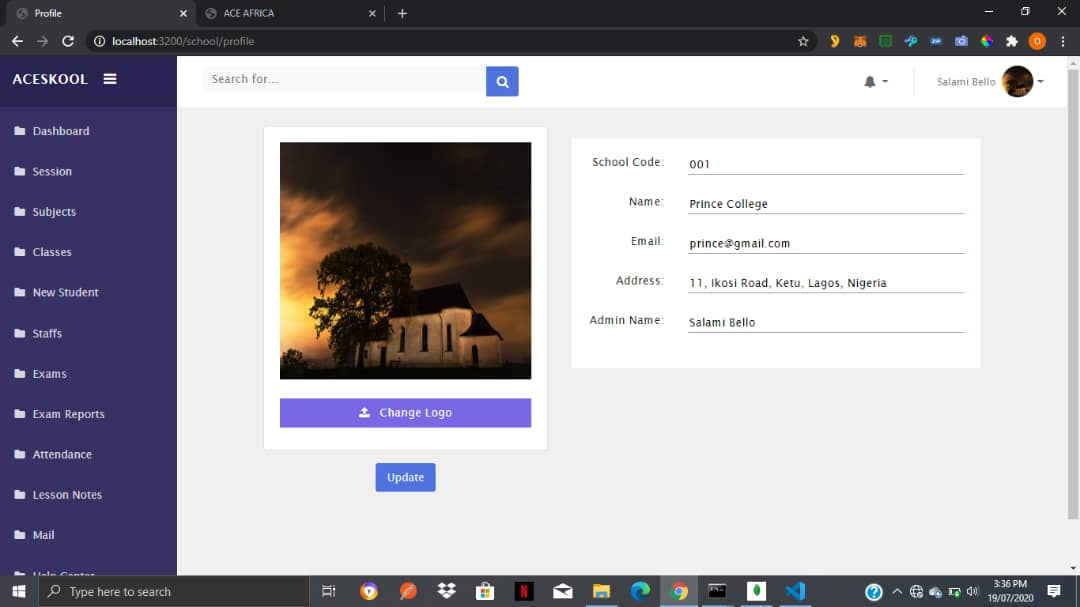 Profile
ACE AFRICA
localhost:3200/school/profile
ACESKOOL
Search for...
Salami Bello
Dashboard
Session
Subjects
Classes
New Student
Staffs
Exams
Exam Reports
Attendance
Lesson Notes
Mail
Help Center
Change Logo
Update
School Code: 001
Name: Prince College
Email: prince@gmail.com
Address: 11, Ikosi Road, Ketu, Lagos, Nigeria
Admin Name: Salami Bello
Type here to search
3:36 PM
19/07/2020